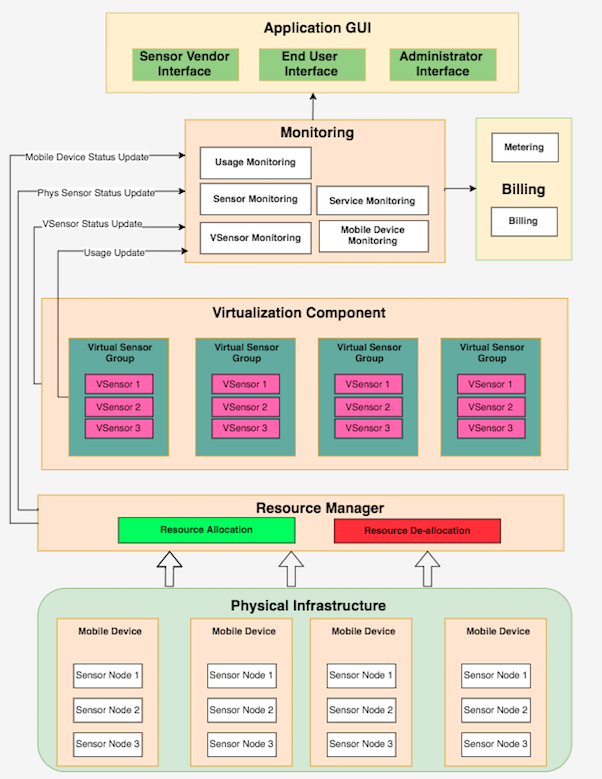 Application GUI
Sensor Vendor
Interface
End User
Interface
Administrator
Interface
Monitoring
Usage Monitoring
Sensor Monitoring
Service Monitoring
VSensor Monitoring
Mobile Device
Monitoring
Metering
Billing
Billing
Mobile Device Status Update
Phys Sensor Status Update
VSensor Status Update
Usage Update
Virtualization Component
Virtual Sensor
Group
VSensor 1
VSensor 2
VSensor 3
Virtual Sensor
Group
VSensor 1
VSensor 2
VSensor 3
Virtual Sensor
Group
VSensor 1
VSensor 2
VSensor 3
Virtual Sensor
Group
VSensor 1
VSensor 2
VSensor 3
Resource Manager
Resource Allocation
Resource De-allocation
Physical Infrastructure
Mobile Device
Sensor Node 1
Sensor Node 2
Sensor Node 3
Mobile Device
Sensor Node 1
Sensor Node 2
Sensor Node 3
Mobile Device
Sensor Node 1
Sensor Node 2
Sensor Node 3
Mobile Device
Sensor Node 1
Sensor Node 2
Sensor Node 3